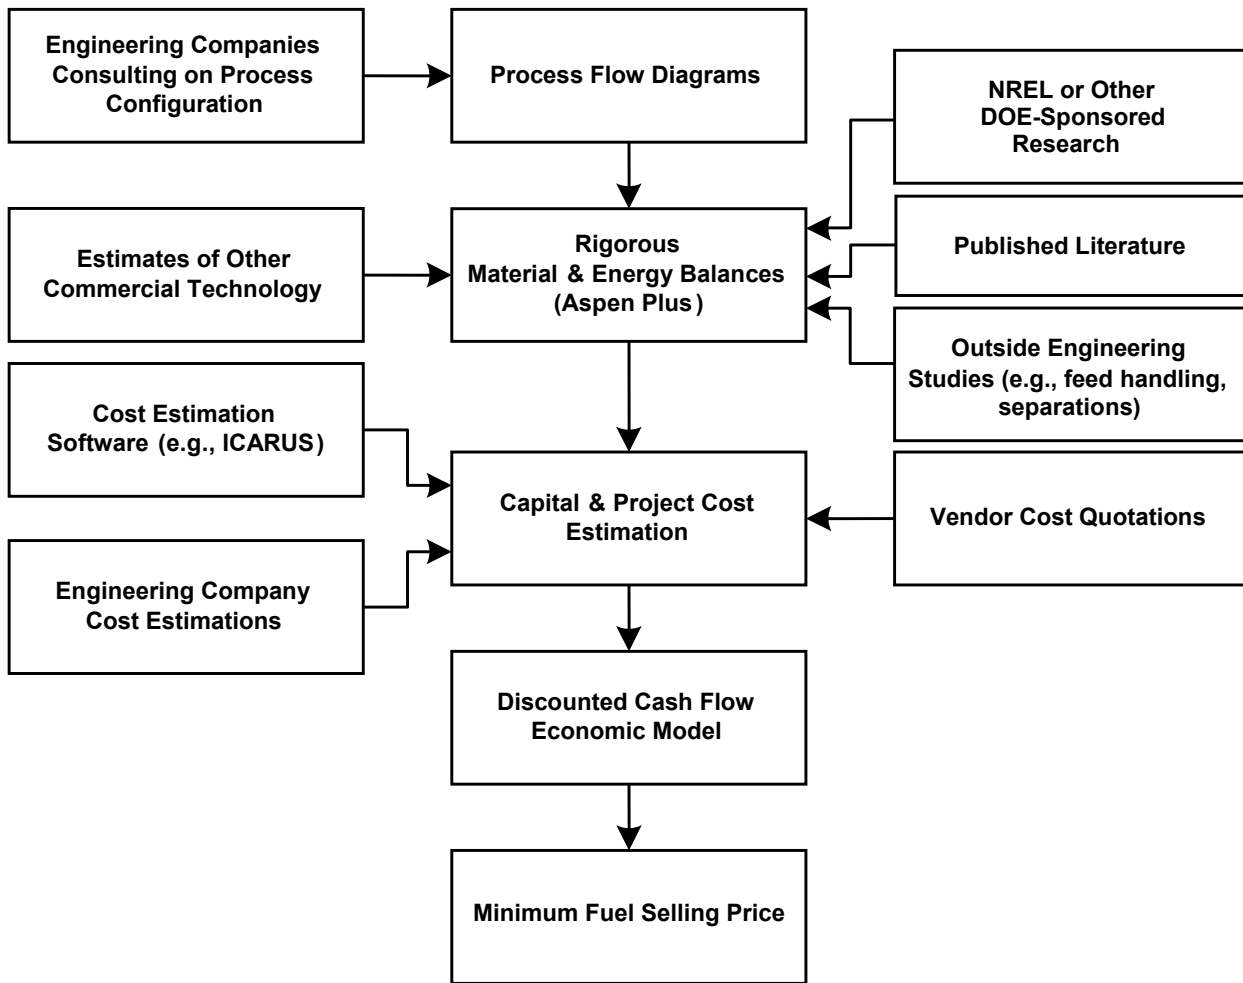 Engineering Companies
Consulting on Process
Configuration
Process Flow Diagrams
NREL or Other
DOE-Sponsored
Research
Estimates of Other
Commercial Technology
Rigorous
Material & Energy Balances
(Aspen Plus)
Published Literature
Outside Engineering
Studies (e.g., feed handling,
separations)
Cost Estimation
Software (e.g., ICARUS)
Capital & Project Cost
Estimation
Vendor Cost Quotations
Engineering Company
Cost Estimations
Discounted Cash Flow
Economic Model
Minimum Fuel Selling Price